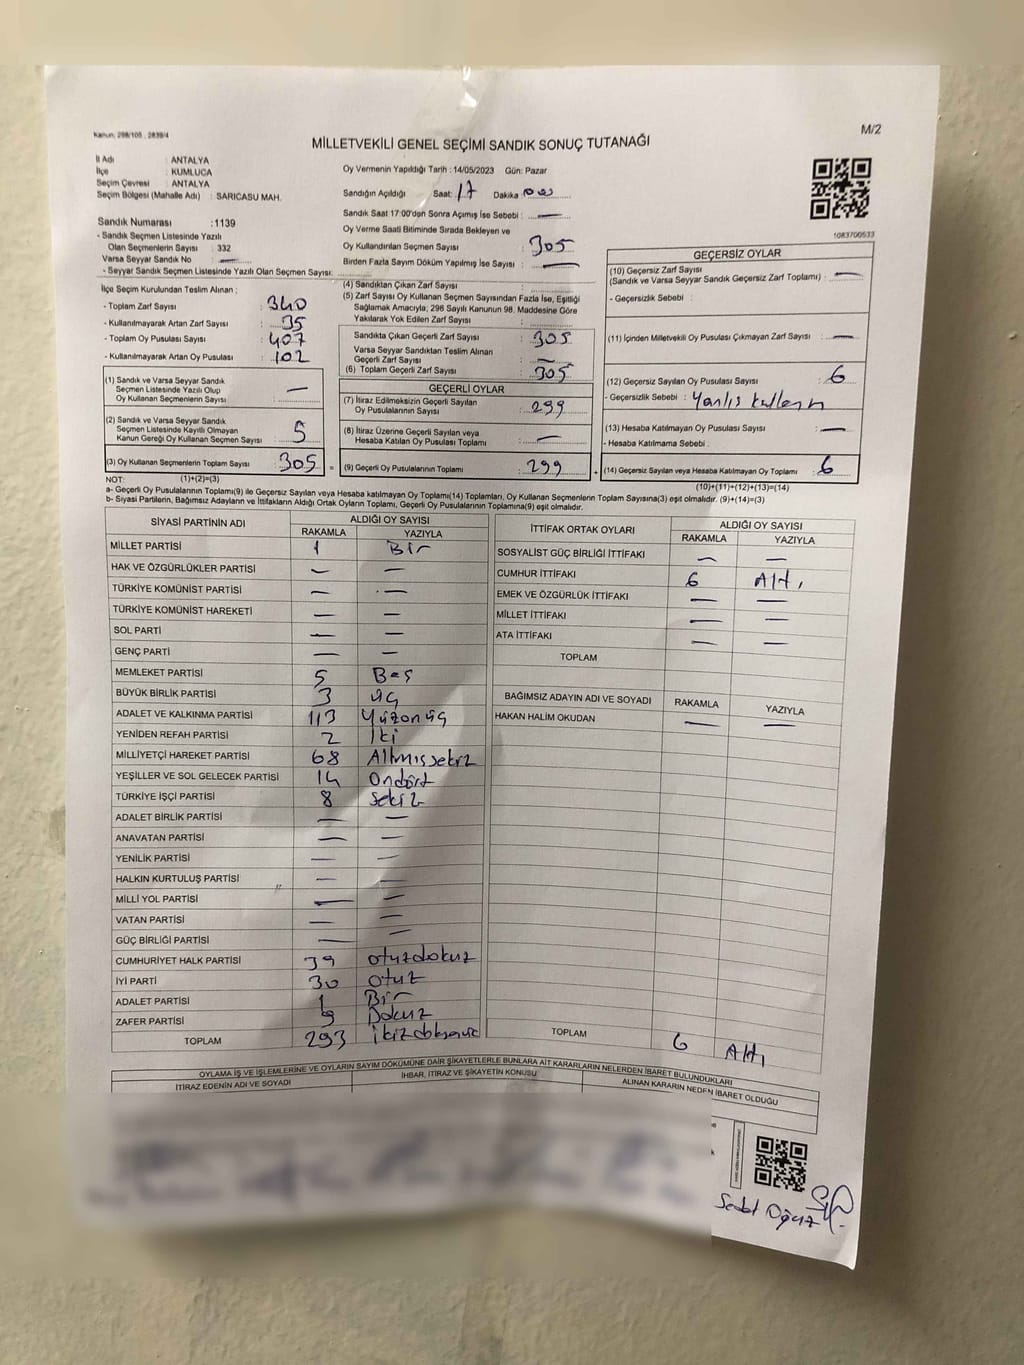 Kanun: 298/105 , 2839/4
M/2
MİLLETVEKİLİ GENEL SEÇİMİ SANDIK SONUÇ TUTANAĞI
İl Adı : ANTALYA
İlçe : KUMLUCA
Seçim Çevresi : ANTALYA
Seçim Bölgesi (Mahalle Adı) : SARICASU MAH.
Oy Vermenin Yapıldığı Tarih : 14/05/2023 Gün: Pazar
Sandığın Açıldığı Saat: 17 Dakika 00
Sandık Saat 17:00'den Sonra Açımış İse Sebebi : —
Oy Verme Saati Bitiminde Sırada Bekleyen ve
Oy Kullandırılan Seçmen Sayısı : 305
Birden Fazla Sayım Döküm Yapılmış İse Sayısı : —
1083700533
Sandık Numarası : 1139
- Sandık Seçmen Listesinde Yazılı
Olan Seçmenlerin Sayısı : 332
Varsa Seyyar Sandık No : —
- Seyyar Sandık Seçmen Listesinde Yazılı Olan Seçmen Sayısı:
İlçe Seçim Kurulundan Teslim Alınan ;
- Toplam Zarf Sayısı : 340
- Kullanılmayarak Artan Zarf Sayısı : 35
- Toplam Oy Pusulası Sayısı : 407
- Kullanılmayarak Artan Oy Pusulası : 102
(1) Sandık ve Varsa Seyyar Sandık
Seçmen Listesinde Yazılı Olup
Oy Kullanan Seçmenlerin Sayısı : —
(2) Sandık ve Varsa Seyyar Sandık
Seçmen Listesinde Kayıtlı Olmayan
Kanun Gereği Oy Kullanan Seçmen Sayısı : 5
(3) Oy Kullanan Seçmenlerin Toplam Sayısı : 305 =
(4) Sandıktan Çıkan Zarf Sayısı :
(5) Zarf Sayısı Oy Kullanan Seçmen Sayısından Fazla İse, Eşitliği
Sağlamak Amacıyla; 298 Sayılı Kanunun 98. Maddesine Göre
Yakılarak Yok Edilen Zarf Sayısı :
Sandıkta Çıkan Geçerli Zarf Sayısı : 305
Varsa Seyyar Sandıktan Teslim Alınan
Geçerli Zarf Sayısı : —
(6) Toplam Geçerli Zarf Sayısı : 305
GEÇERLİ OYLAR
(7) İtiraz Edilmeksizin Geçerli Sayılan
Oy Pusulalarının Sayısı : 299
(8) İtiraz Üzerine Geçerli Sayılan veya
Hesaba Katılan Oy Pusulası Toplamı : —
(9) Geçerli Oy Pusulalarının Toplamı : 299 +
GEÇERSİZ OYLAR
(10) Geçersiz Zarf Sayısı
(Sandık ve Varsa Seyyar Sandık Geçersiz Zarf Toplamı) : —
- Geçersizlik Sebebi :
(11) İçinden Milletvekili Oy Pusulası Çıkmayan Zarf Sayısı : —
(12) Geçersiz Sayılan Oy Pusulası Sayısı : 6
- Geçersizlik Sebebi : Yanlış kullanım
(13) Hesaba Katılmayan Oy Pusulası Sayısı : —
- Hesaba Katılmama Sebebi :
(14) Geçersiz Sayılan veya Hesaba Katılmayan Oy Toplamı : 6
NOT: (1)+(2)=(3)
(10)+(11)+(12)+(13)=(14)
a- Geçerli Oy Pusulalarının Toplamı(9) ile Geçersiz Sayılan veya Hesaba katılmayan Oy Toplamı(14) Toplamları, Oy Kullanan Seçmenlerin Toplam Sayısına(3) eşit olmalıdır. (9)+(14)=(3)
b- Siyasi Partilerin, Bağımsız Adayların ve İttifakların Aldığı Ortak Oyların Toplamı, Geçerli Oy Pusulalarının Toplamına(9) eşit olmalıdır.
SİYASİ PARTİNİN ADI ALDIĞI OY SAYISI
RAKAMLA YAZIYLA
MİLLET PARTİSİ 1 Bir
HAK VE ÖZGÜRLÜKLER PARTİSİ — —
TÜRKİYE KOMÜNİST PARTİSİ — —
TÜRKİYE KOMÜNİST HAREKETİ — —
SOL PARTİ — —
GENÇ PARTİ — —
MEMLEKET PARTİSİ 5 Beş
BÜYÜK BİRLİK PARTİSİ 3 üç
ADALET VE KALKINMA PARTİSİ 113 Yüzonüç
YENİDEN REFAH PARTİSİ 2 İki
MİLLİYETÇİ HAREKET PARTİSİ 68 Altmışsekiz
YEŞİLLER VE SOL GELECEK PARTİSİ 14 Ondört
TÜRKİYE İŞÇİ PARTİSİ 8 Sekiz
ADALET BİRLİK PARTİSİ — —
ANAVATAN PARTİSİ — —
YENİLİK PARTİSİ — —
HALKIN KURTULUŞ PARTİSİ — —
MİLLİ YOL PARTİSİ — —
VATAN PARTİSİ — —
GÜÇ BİRLİĞİ PARTİSİ — —
CUMHURİYET HALK PARTİSİ 39 otuzdokuz
İYİ PARTİ 30 otuz
ADALET PARTİSİ 1 Bir
ZAFER PARTİSİ 9 Dokuz
TOPLAM 293
İTTİFAK ORTAK OYLARI ALDIĞI OY SAYISI
RAKAMLA YAZIYLA
SOSYALİST GÜÇ BİRLİĞİ İTTİFAKI — —
CUMHUR İTTİFAKI 6 Altı
EMEK VE ÖZGÜRLÜK İTTİFAKI — —
MİLLET İTTİFAKI — —
ATA İTTİFAKI — —
TOPLAM
BAĞIMSIZ ADAYIN ADI VE SOYADI RAKAMLA YAZIYLA
HAKAN HALİM OKUDAN — —
TOPLAM 6 Altı
OYLAMA İŞ VE İŞLEMLERİNE VE OYLARIN SAYIM DÖKÜMÜNE DAİR ŞİKAYETLERLE BUNLARA AİT KARARLARIN NELERDEN İBARET BULUNDUKLARI
İTİRAZ EDENİN ADI VE SOYADI İHBAR, İTİRAZ VE ŞİKAYETİN KONUSU ALINAN KARARIN NEDEN İBARET OLDUĞU
Sedat Oğuz